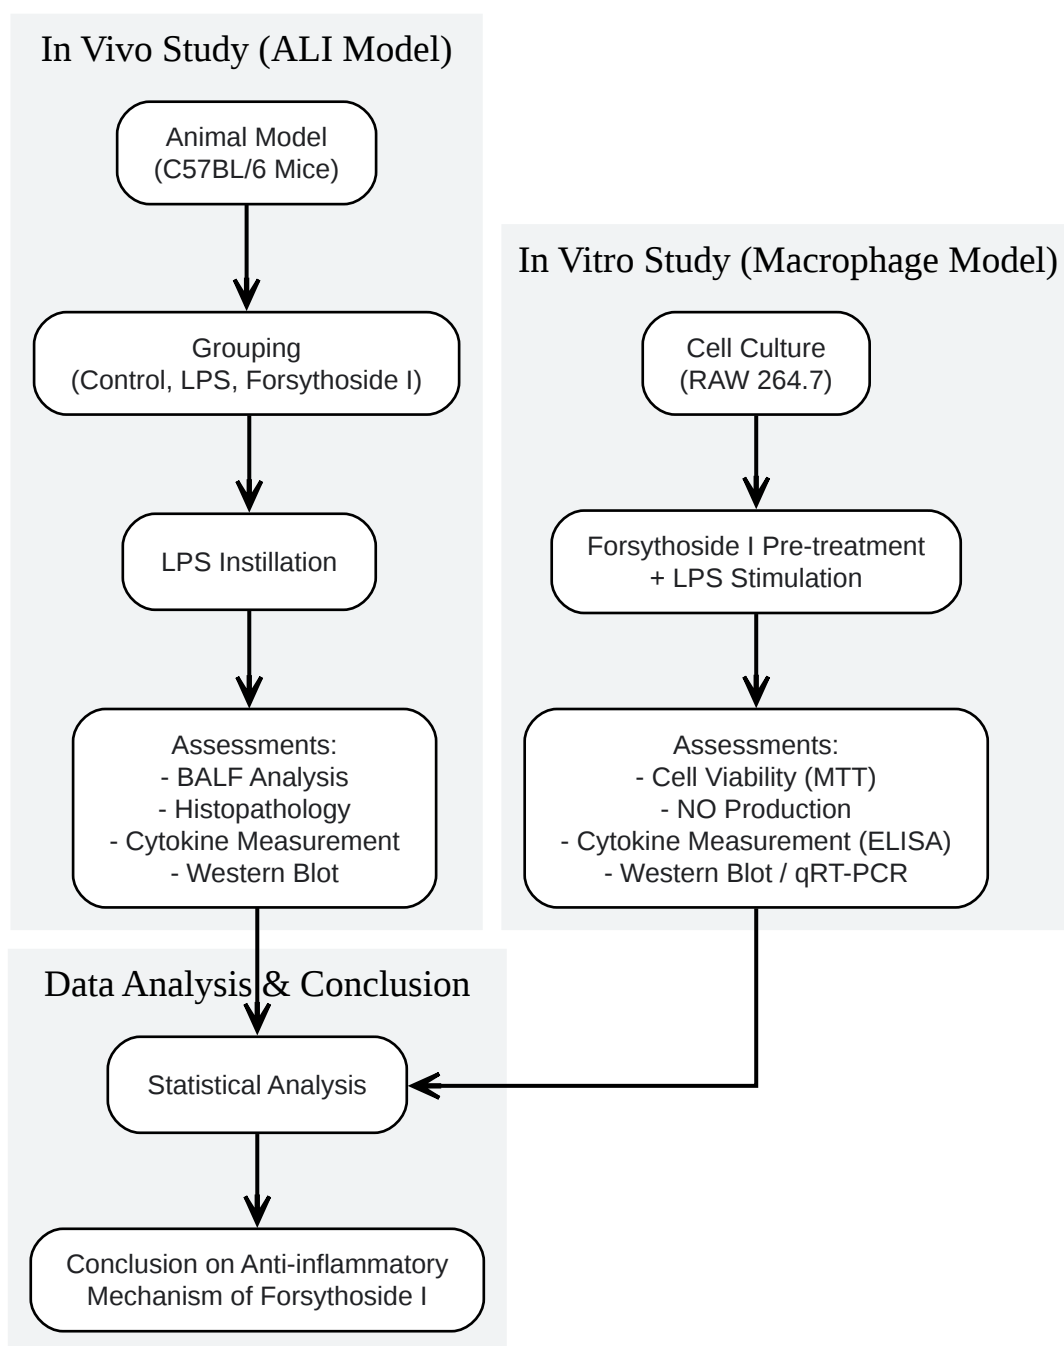 In Vivo Study (ALI Model)
Animal Model
(C57BL/6 Mice)
Grouping
(Control, LPS, Forsythoside I)
LPS Instillation
Assessments:
- BALF Analysis
- Histopathology
- Cytokine Measurement
- Western Blot
In Vitro Study (Macrophage Model)
Cell Culture
(RAW 264.7)
Forsythoside I Pre-treatment
+ LPS Stimulation
Assessments:
- Cell Viability (MTT)
- NO Production
- Cytokine Measurement (ELISA)
- Western Blot / qRT-PCR
Data Analysis & Conclusion
Statistical Analysis
Conclusion on Anti-inflammatory
Mechanism of Forsythoside I